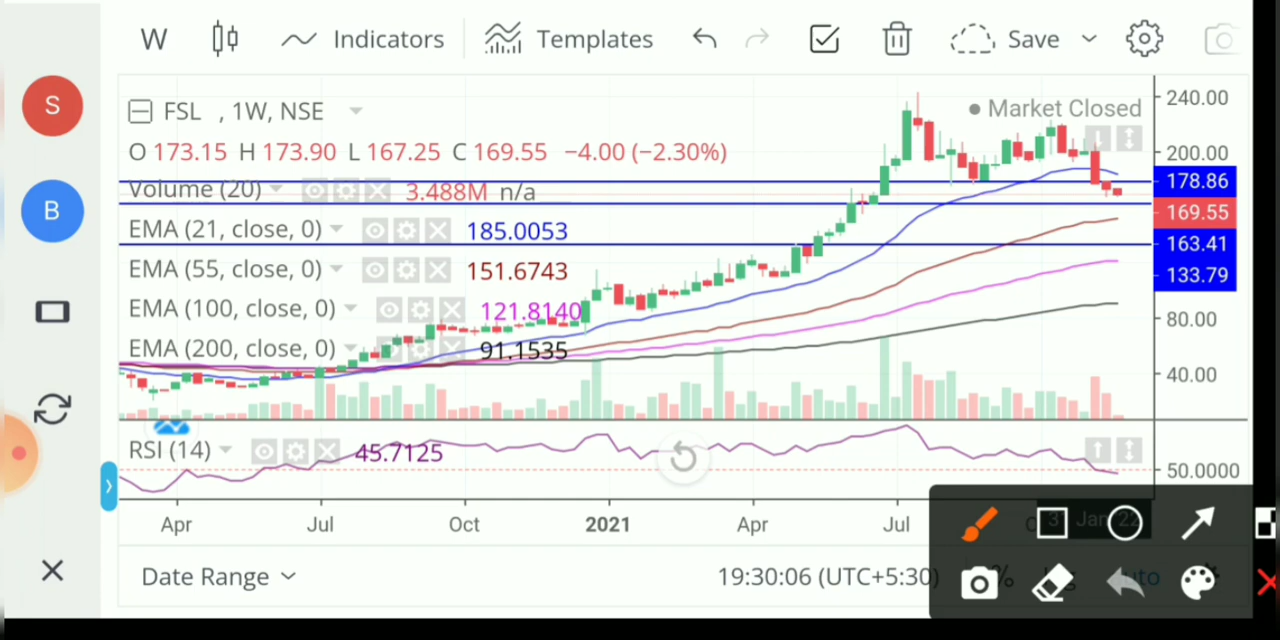 W Indicators Templates Save
S
B
FSL , 1W, NSE
Market Closed
O 173.15 H 173.90 L 167.25 C 169.55 −4.00 (−2.30%)
Volume (20) 3.488M n/a
EMA (21, close, 0) 185.0053
EMA (55, close, 0) 151.6743
EMA (100, close, 0) 121.8140
EMA (200, close, 0) 91.1535
240.00
200.00
178.86
169.55
163.41
133.79
80.00
40.00
RSI (14) 45.7125
50.0000
Apr Jul Oct 2021 Apr Jul
Date Range 19:30:06 (UTC+5:30) %